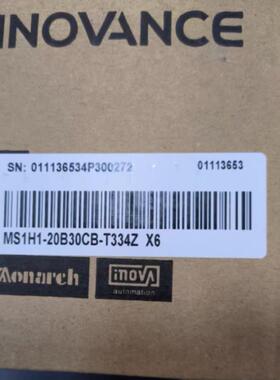 INOVANCE
SN: 011136534P300272
01113653
MS1H1-20B30CB-T334Z X6
Monarch
inovA
automation